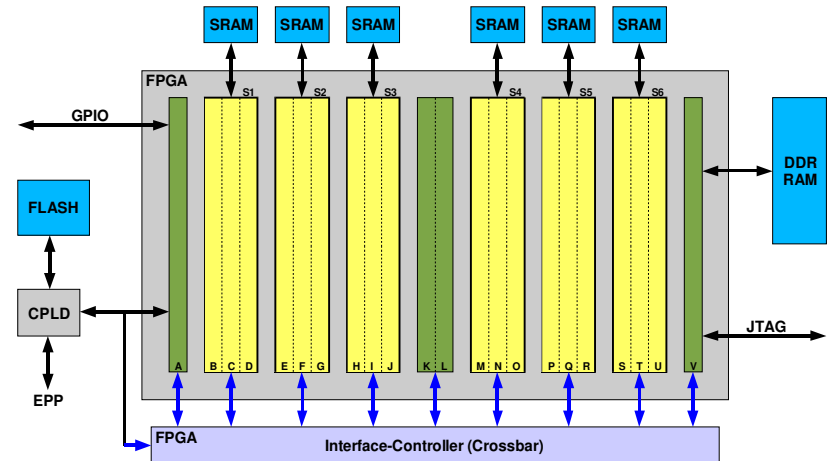 SRAM SRAM SRAM SRAM SRAM SRAM
FPGA
S1 S2 S3 S4 S5 S6
GPIO
DDR
RAM
FLASH
CPLD
JTAG
A B C D E F G H I J K L M N O P Q R S T U V
EPP
FPGA
Interface-Controller (Crossbar)